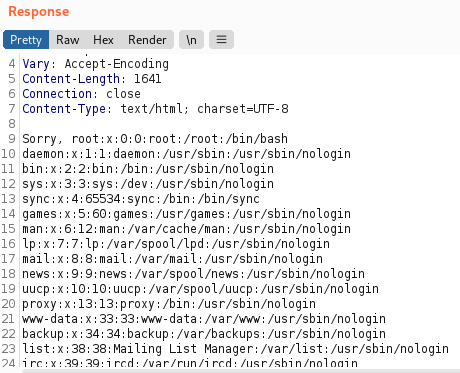 Response
Pretty Raw Hex Render \n
4 Vary: Accept-Encoding
5 Content-Length: 1641
6 Connection: close
7 Content-Type: text/html; charset=UTF-8
8
9 Sorry, root:x:0:0:root:/root:/bin/bash
10 daemon:x:1:1:daemon:/usr/sbin:/usr/sbin/nologin
11 bin:x:2:2:bin:/bin:/usr/sbin/nologin
12 sys:x:3:3:sys:/dev:/usr/sbin/nologin
13 sync:x:4:65534:sync:/bin:/bin/sync
14 games:x:5:60:games:/usr/games:/usr/sbin/nologin
15 man:x:6:12:man:/var/cache/man:/usr/sbin/nologin
16 lp:x:7:7:lp:/var/spool/lpd:/usr/sbin/nologin
17 mail:x:8:8:mail:/var/mail:/usr/sbin/nologin
18 news:x:9:9:news:/var/spool/news:/usr/sbin/nologin
19 uucp:x:10:10:uucp:/var/spool/uucp:/usr/sbin/nologin
20 proxy:x:13:13:proxy:/bin:/usr/sbin/nologin
21 www-data:x:33:33:www-data:/var/www:/usr/sbin/nologin
22 backup:x:34:34:backup:/var/backups:/usr/sbin/nologin
23 list:x:38:38:Mailing List Manager:/var/list:/usr/sbin/nologin
24 irc:x:39:39:ircd:/var/run/ircd:/usr/sbin/nologin